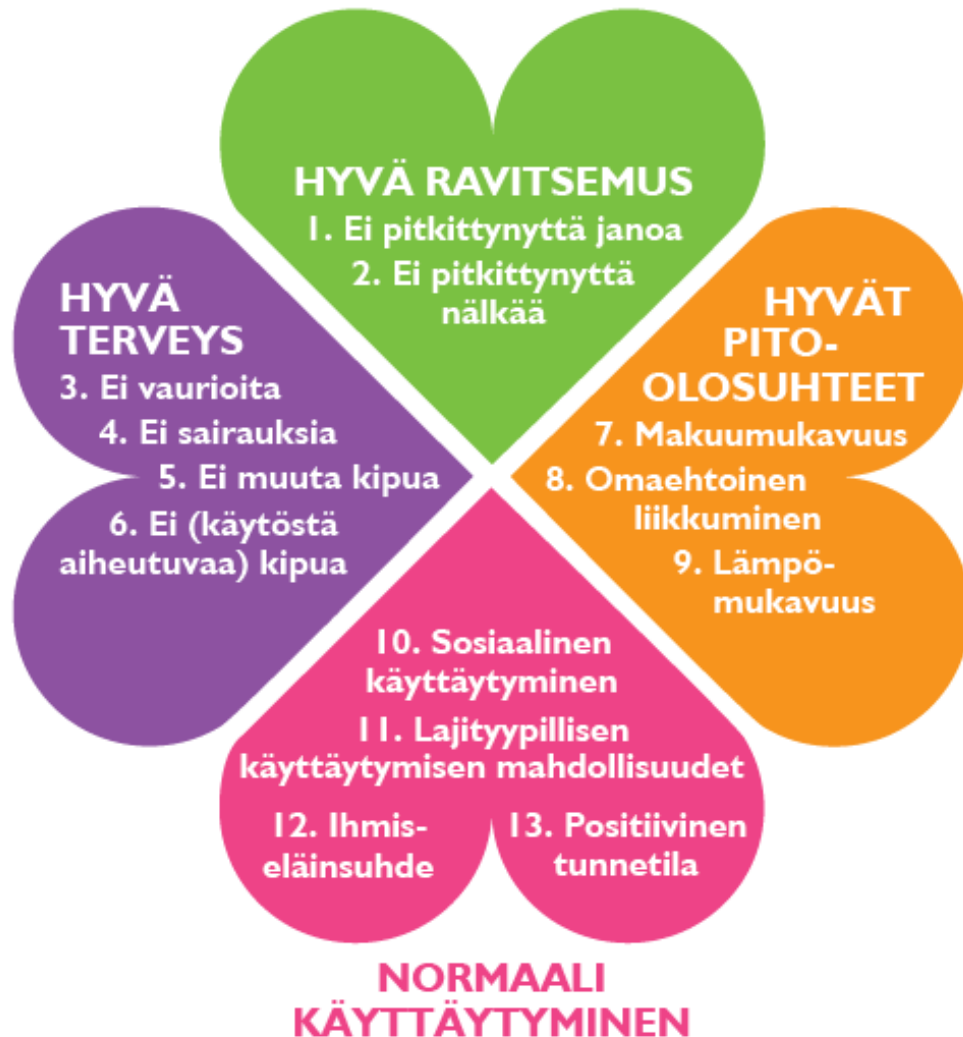 HYVÄ RAVITSEMUS
1. Ei pitkittynyttä janoa
2. Ei pitkittynyttä
nälkää
HYVÄ
TERVEYS
3. Ei vaurioita
4. Ei sairauksia
5. Ei muuta kipua
6. Ei (käytöstä
aiheutuvaa) kipua
HYVÄT
PITO-
OLOSUHTEET
7. Makuumukavuus
8. Omaehtoinen
liikkuminen
9. Lämpö-
mukavuus
10. Sosiaalinen
käyttäytyminen
11. Lajityypillisen
käyttäytymisen mahdollisuudet
12. Ihmis-
eläinsuhde
13. Positiivinen
tunnetila
NORMAALI
KÄYTTÄYTYMINEN